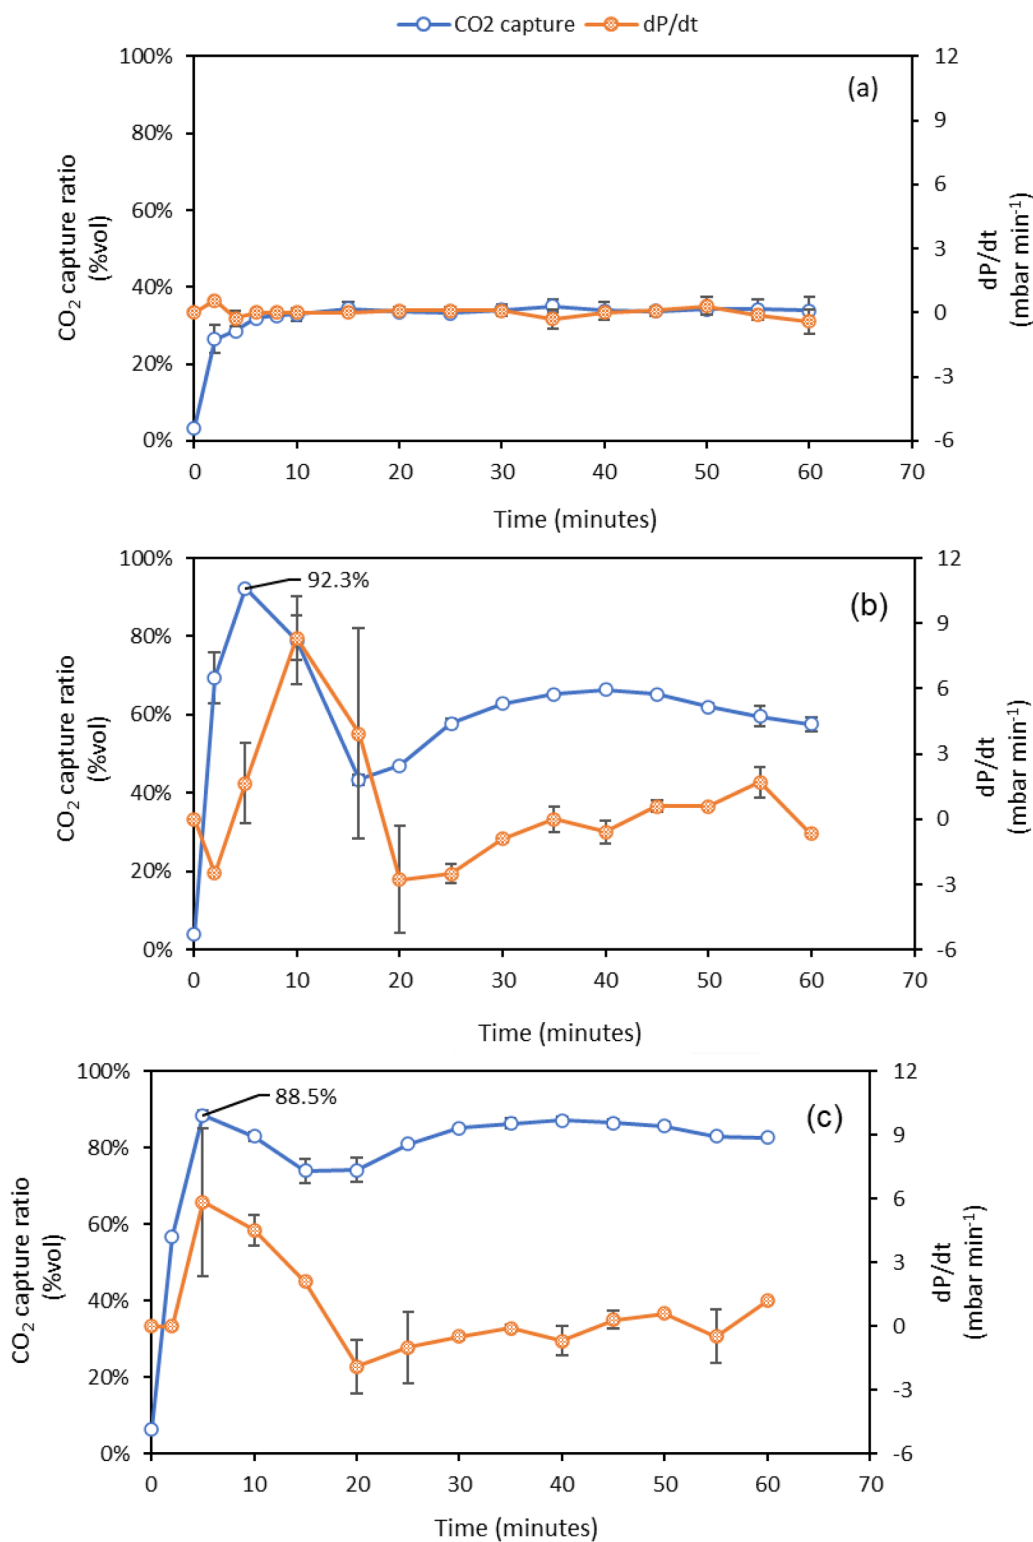 CO2 capture dP/dt
(a)
100%
80%
60%
40%
20%
0%
12
9
6
3
0
-3
-6
CO₂ capture ratio
(%vol)
dP/dt
(mbar min⁻¹)
0 10 20 30 40 50 60 70
Time (minutes)
(b)
92.3%
100%
80%
60%
40%
20%
0%
12
9
6
3
0
-3
-6
CO₂ capture ratio
(%vol)
dP/dt
(mbar min⁻¹)
0 10 20 30 40 50 60 70
Time (minutes)
(c)
88.5%
100%
80%
60%
40%
20%
0%
12
9
6
3
0
-3
-6
CO₂ capture ratio
(%vol)
dP/dt
(mbar min⁻¹)
0 10 20 30 40 50 60 70
Time (minutes)